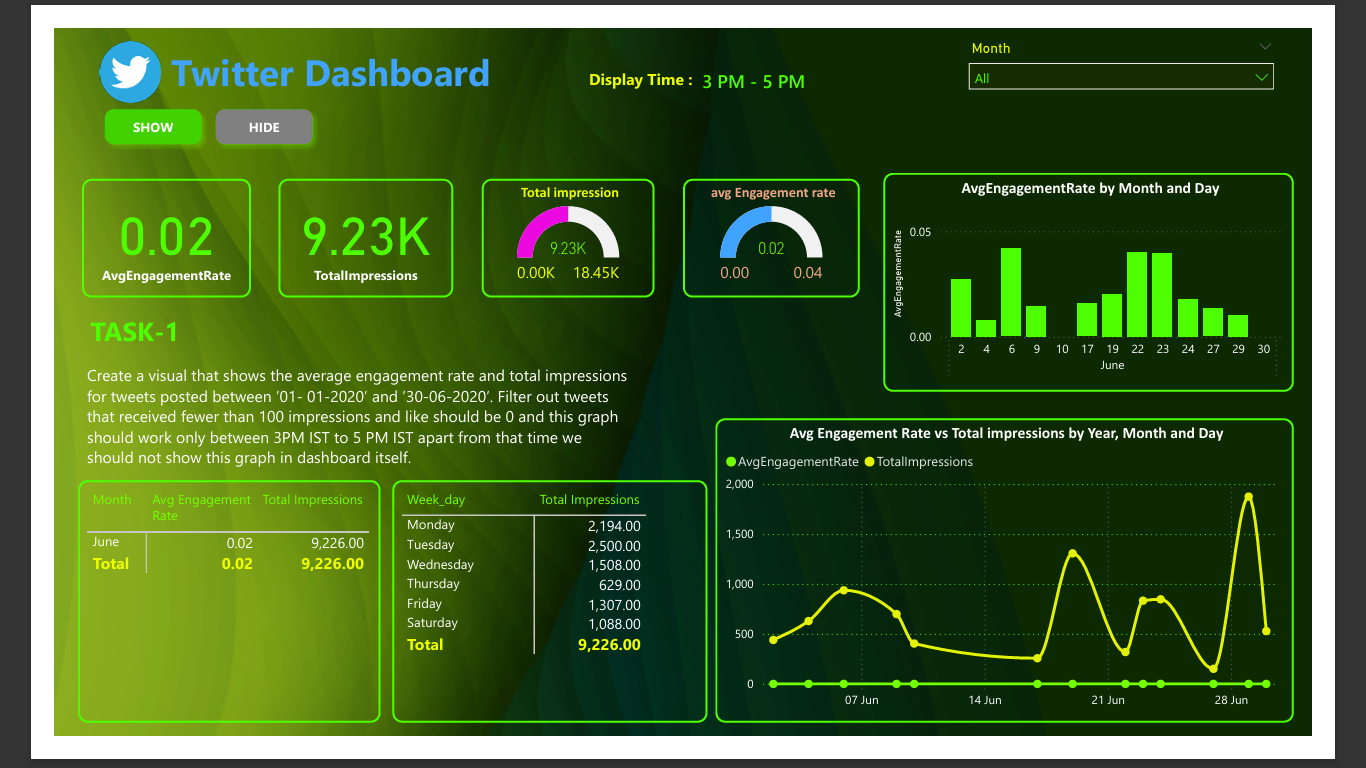 Twitter Dashboard
Display Time : 3 PM - 5 PM
Month
All
SHOW
HIDE
0.02
AvgEngagementRate
9.23K
TotalImpressions
Total impression
9.23K
0.00K 18.45K
avg Engagement rate
0.02
0.00 0.04
AvgEngagementRate by Month and Day
AvgEngagementRate
0.05
0.00
2 4 6 9 10 17 19 22 23 24 27 29 30
June
TASK-1
Create a visual that shows the average engagement rate and total impressions
for tweets posted between '01- 01-2020' and '30-06-2020'. Filter out tweets
that received fewer than 100 impressions and like should be 0 and this graph
should work only between 3PM IST to 5 PM IST apart from that time we
should not show this graph in dashboard itself.
Month Avg Engagement Rate Total Impressions
June 0.02 9,226.00
Total 0.02 9,226.00
Week_day Total Impressions
Monday 2,194.00
Tuesday 2,500.00
Wednesday 1,508.00
Thursday 629.00
Friday 1,307.00
Saturday 1,088.00
Total 9,226.00
Avg Engagement Rate vs Total impressions by Year, Month and Day
AvgEngagementRate TotalImpressions
2,000
1,500
1,000
500
0
07 Jun 14 Jun 21 Jun 28 Jun